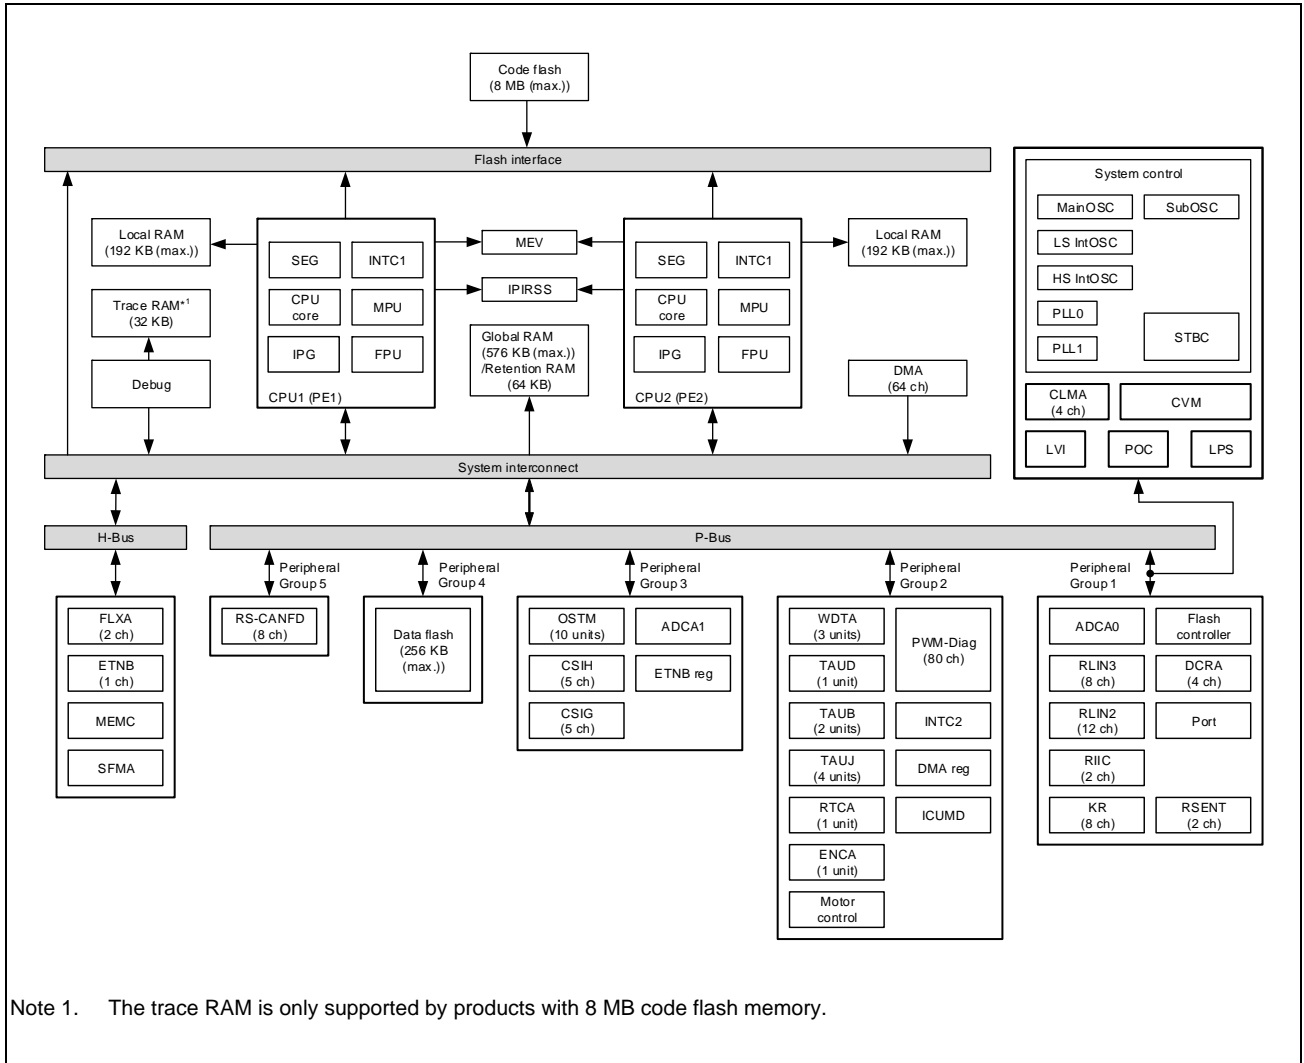 Code flash
(8 MB (max.))
Flash interface
Local RAM
(192 KB (max.))
Trace RAM*1
(32 KB)
Debug
SEG
INTC1
CPU
core
MPU
IPG
FPU
CPU1 (PE1)
MEV
IPIRSS
Global RAM
(576 KB (max.))
/Retention RAM
(64 KB)
SEG
INTC1
CPU
core
MPU
IPG
FPU
CPU2 (PE2)
Local RAM
(192 KB (max.))
DMA
(64 ch)
System control
MainOSC
SubOSC
LS IntOSC
HS IntOSC
PLL0
PLL1
STBC
CLMA
(4 ch)
CVM
LVI
POC
LPS
System interconnect
H-Bus
P-Bus
FLXA
(2 ch)
ETNB
(1 ch)
MEMC
SFMA
Peripheral
Group 5
RS-CANFD
(8 ch)
Peripheral
Group 4
Data flash
(256 KB
(max.))
Peripheral
Group 3
OSTM
(10 units)
ADCA1
CSIH
(5 ch)
ETNB reg
CSIG
(5 ch)
Peripheral
Group 2
WDTA
(3 units)
PWM-Diag
(80 ch)
TAUD
(1 unit)
TAUB
(2 units)
INTC2
TAUJ
(4 units)
DMA reg
RTCA
(1 unit)
ICUMD
ENCA
(1 unit)
Motor
control
Peripheral
Group 1
ADCA0
Flash
controller
RLIN3
(8 ch)
DCRA
(4 ch)
RLIN2
(12 ch)
Port
RIIC
(2 ch)
KR
(8 ch)
RSENT
(2 ch)
Note 1. The trace RAM is only supported by products with 8 MB code flash memory.